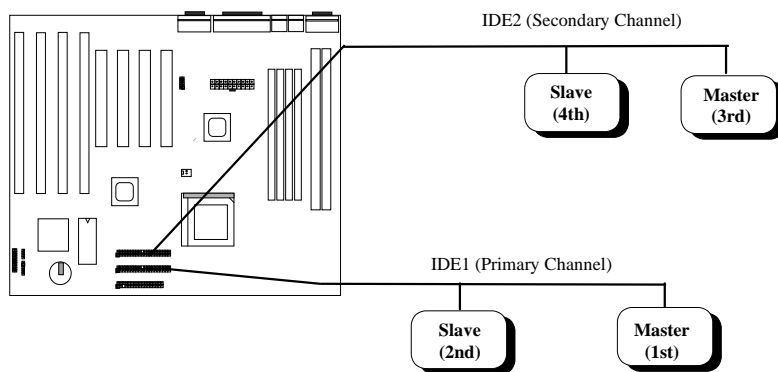 IDE2 (Secondary Channel)
Slave
(4th)
Master
(3rd)
IDE1 (Primary Channel)
Slave
(2nd)
Master
(1st)